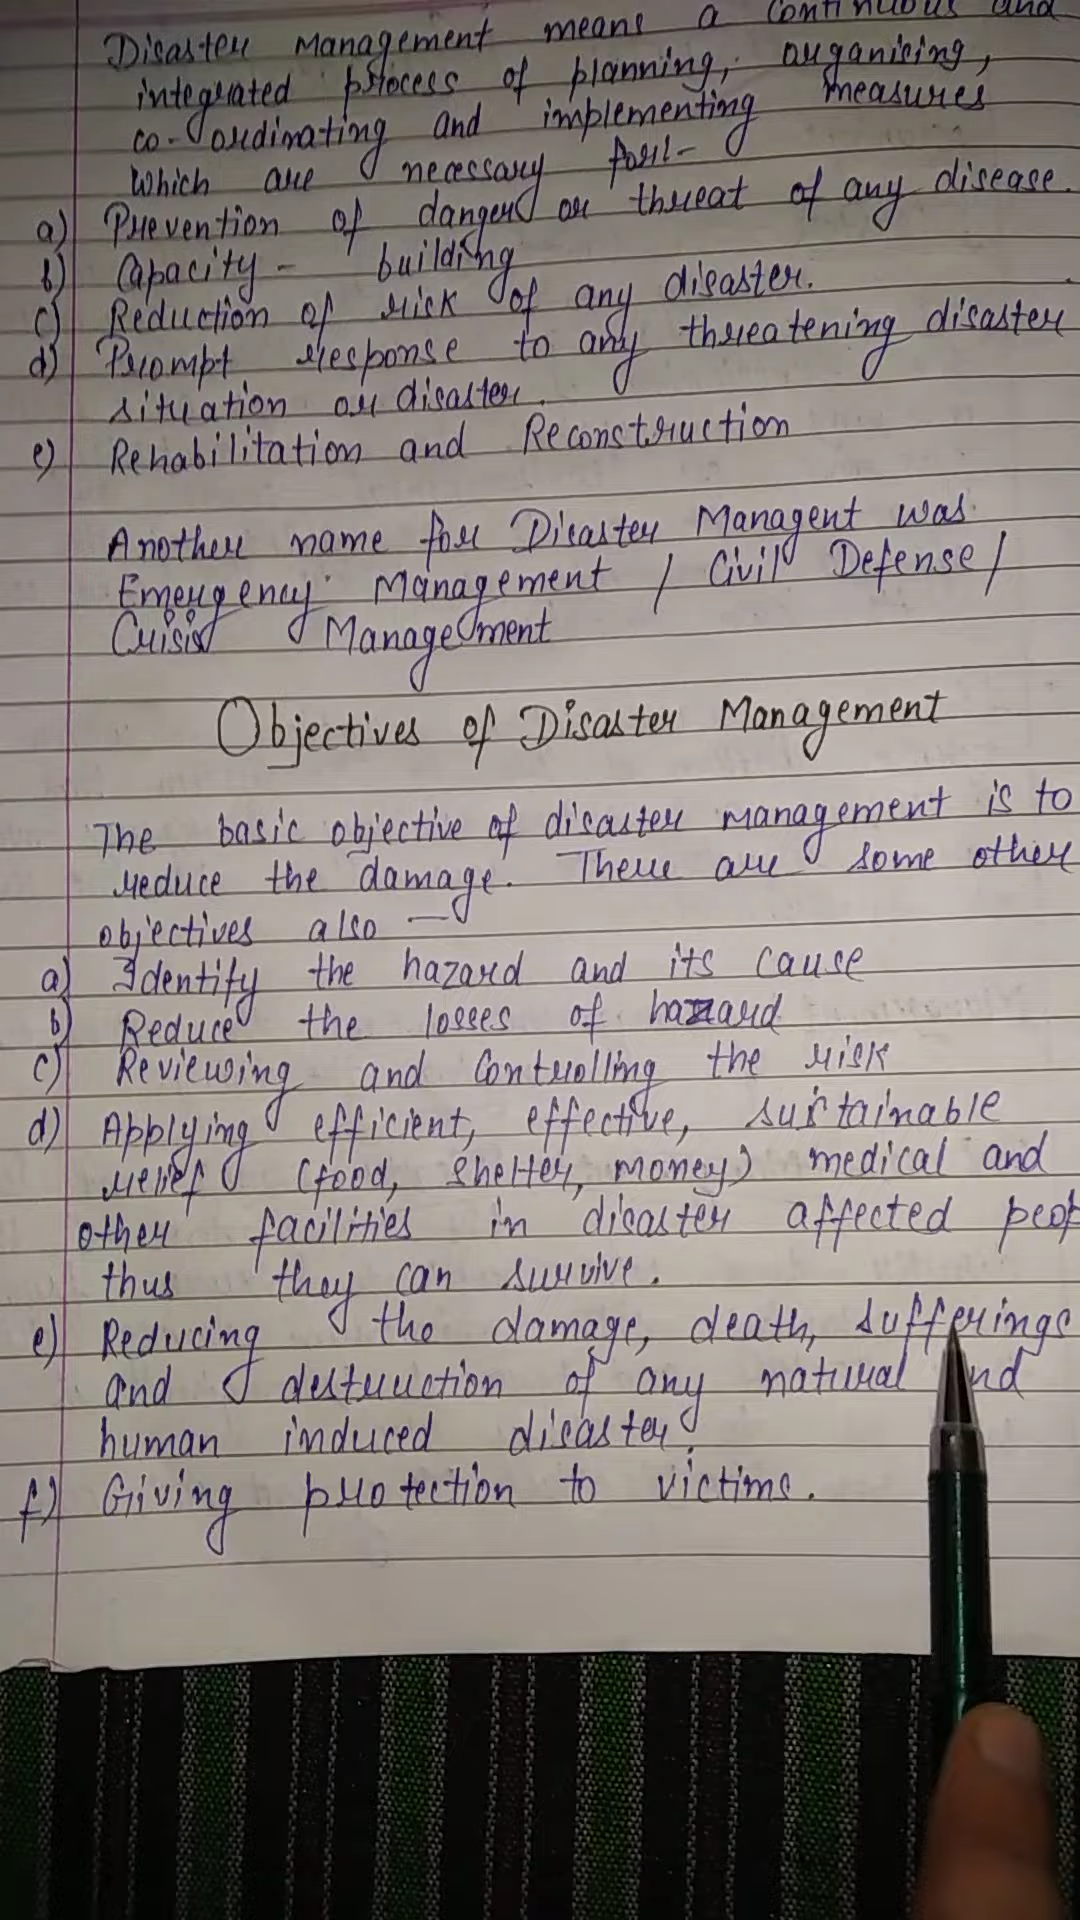 Disaster Management means a continuous and
integrated process of planning, organising,
co-ordinating and implementing measures
which are necessary for:-
a) Prevention of danger or threat of any disease.
b) Capacity - building
c) Reduction of risk of any disaster.
d) Prompt response to any threatening disaster
situation or disaster.
e) Rehabilitation and Reconstruction
Another name for Disaster Managent was
Emergency Management / Civil Defense /
Crisis Management
Objectives of Disaster Management
The basic objective of disaster management is to
reduce the damage. There are some other
objectives also —
a) Identify the hazard and its cause
b) Reduce the losses of hazard
c) Reviewing and Controlling the risk
d) Applying efficient, effective, sustainable
relief (food, shelter, money) medical and
other facilities in disaster affected peop
thus they can survive.
e) Reducing the damage, death, sufferings
and destruction of any natural and
human induced disaster.
f) Giving protection to victims.